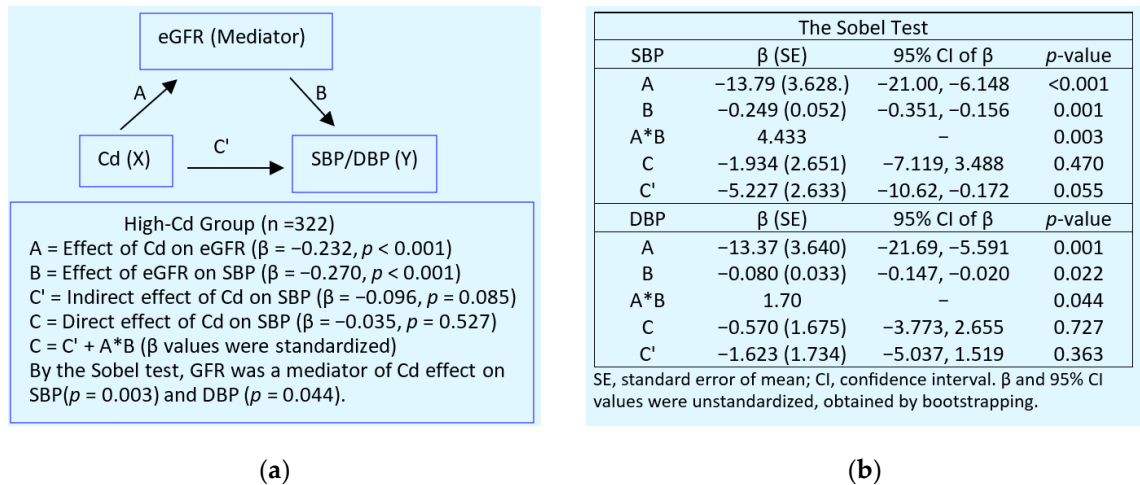 eGFR (Mediator)
A
B
Cd (X)
C'
SBP/DBP (Y)
High-Cd Group (n =322)
A = Effect of Cd on eGFR (β = −0.232, p < 0.001)
B = Effect of eGFR on SBP (β = −0.270, p < 0.001)
C' = Indirect effect of Cd on SBP (β = −0.096, p = 0.085)
C = Direct effect of Cd on SBP (β = −0.035, p = 0.527)
C = C' + A*B (β values were standardized)
By the Sobel test, GFR was a mediator of Cd effect on
SBP(p = 0.003) and DBP (p = 0.044).
(a)
The Sobel Test
SBP β (SE) 95% CI of β p-value
A −13.79 (3.628.) −21.00, −6.148 <0.001
B −0.249 (0.052) −0.351, −0.156 0.001
A*B 4.433 − 0.003
C −1.934 (2.651) −7.119, 3.488 0.470
C' −5.227 (2.633) −10.62, −0.172 0.055
DBP β (SE) 95% CI of β p-value
A −13.37 (3.640) −21.69, −5.591 0.001
B −0.080 (0.033) −0.147, −0.020 0.022
A*B 1.70 − 0.044
C −0.570 (1.675) −3.773, 2.655 0.727
C' −1.623 (1.734) −5.037, 1.519 0.363
SE, standard error of mean; CI, confidence interval. β and 95% CI
values were unstandardized, obtained by bootstrapping.
(b)